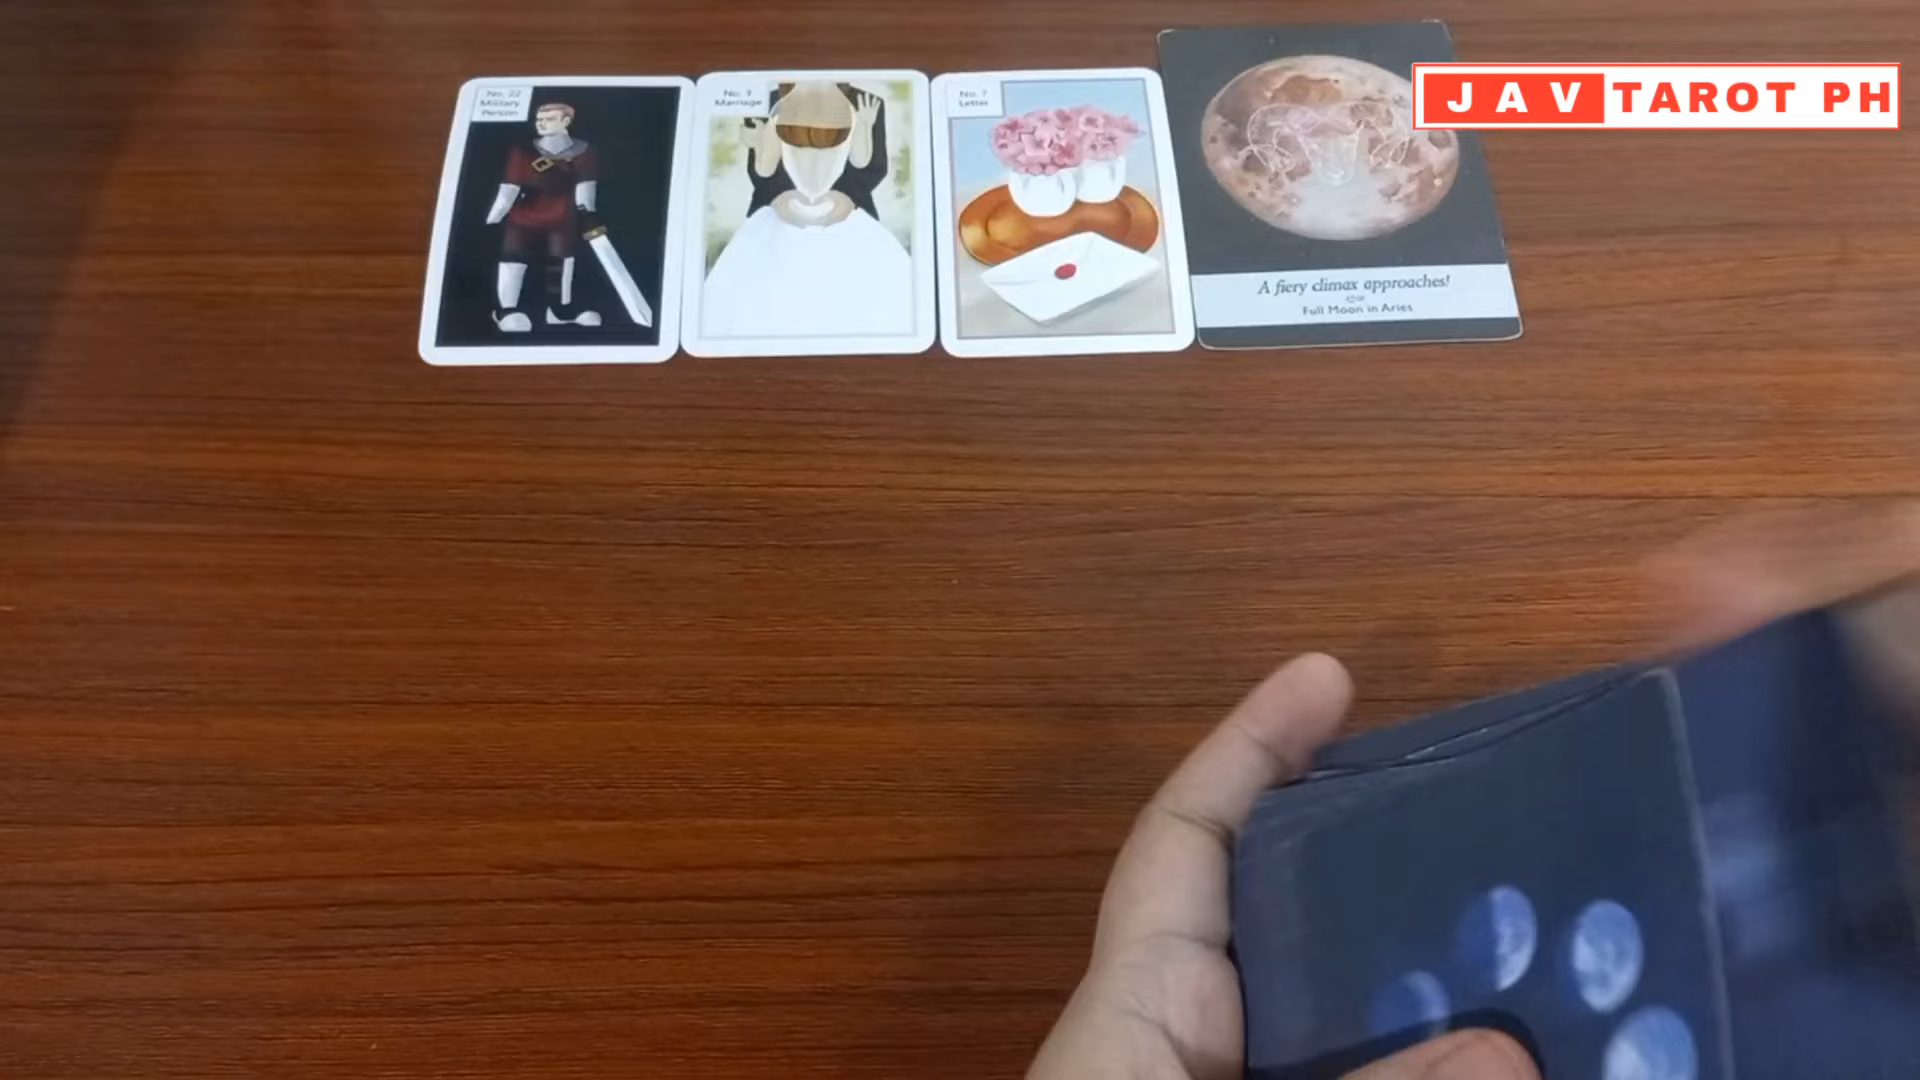 No. 22
Military
Person
No. 3
Marriage
No. 7
Letter
A fiery climax approaches!
Full Moon in Aries
JAV TAROT PH